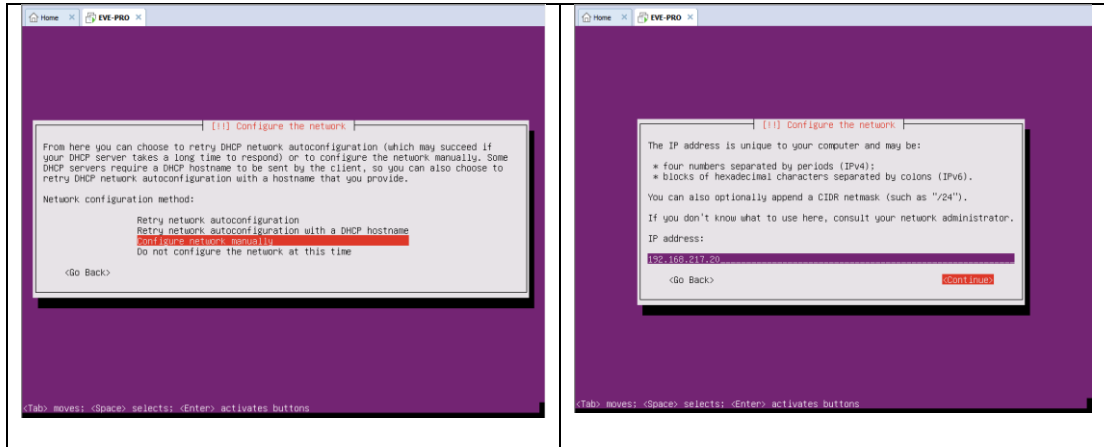 Home × EVE-PRO ×
[!!] Configure the network
From here you can choose to retry DHCP network autoconfiguration (which may succeed if
your DHCP server takes a long time to respond) or to configure the network manually. Some
DHCP servers require a DHCP hostname to be sent by the client, so you can also choose to
retry DHCP network autoconfiguration with a hostname that you provide.
Network configuration method:
Retry network autoconfiguration
Retry network autoconfiguration with a DHCP hostname
Configure network manually
Do not configure the network at this time
<Go Back>
<Tab> moves; <Space> selects; <Enter> activates buttons
Home × EVE-PRO ×
[!!] Configure the network
The IP address is unique to your computer and may be:
* four numbers separated by periods (IPv4);
* blocks of hexadecimal characters separated by colons (IPv6).
You can also optionally append a CIDR netmask (such as "/24").
If you don't know what to use here, consult your network administrator.
IP address:
192.168.217.20
<Go Back> <Continue>
<Tab> moves; <Space> selects; <Enter> activates buttons